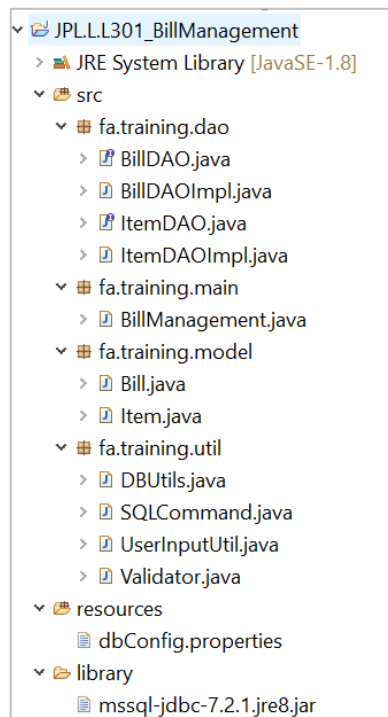 JPL.L.L301_BillManagement
JRE System Library [JavaSE-1.8]
src
fa.training.dao
BillDAO.java
BillDAOImpl.java
ItemDAO.java
ItemDAOImpl.java
fa.training.main
BillManagement.java
fa.training.model
Bill.java
Item.java
fa.training.util
DBUtils.java
SQLCommand.java
UserInputUtil.java
Validator.java
resources
dbConfig.properties
library
mssql-jdbc-7.2.1.jre8.jar